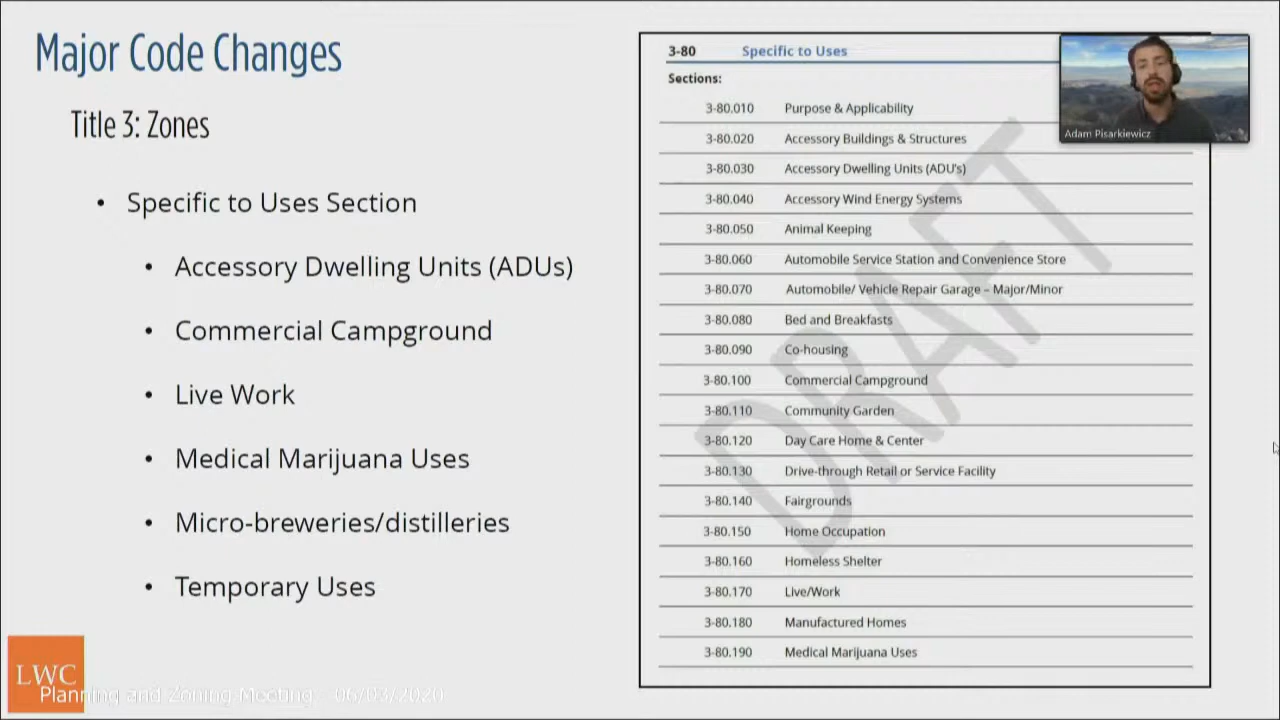 Major Code Changes
Title 3: Zones
• Specific to Uses Section
• Accessory Dwelling Units (ADUs)
• Commercial Campground
• Live Work
• Medical Marijuana Uses
• Micro-breweries/distilleries
• Temporary Uses
LWC
Planning and Zoning Meeting - 06/03/2020
3-80 Specific to Uses
Sections:
3-80.010 Purpose & Applicability
3-80.020 Accessory Buildings & Structures
3-80.030 Accessory Dwelling Units (ADU's)
3-80.040 Accessory Wind Energy Systems
3-80.050 Animal Keeping
3-80.060 Automobile Service Station and Convenience Store
3-80.070 Automobile/ Vehicle Repair Garage – Major/Minor
3-80.080 Bed and Breakfasts
3-80.090 Co-housing
3-80.100 Commercial Campground
3-80.110 Community Garden
3-80.120 Day Care Home & Center
3-80.130 Drive-through Retail or Service Facility
3-80.140 Fairgrounds
3-80.150 Home Occupation
3-80.160 Homeless Shelter
3-80.170 Live/Work
3-80.180 Manufactured Homes
3-80.190 Medical Marijuana Uses
DRAFT
Adam Pisarkiewicz